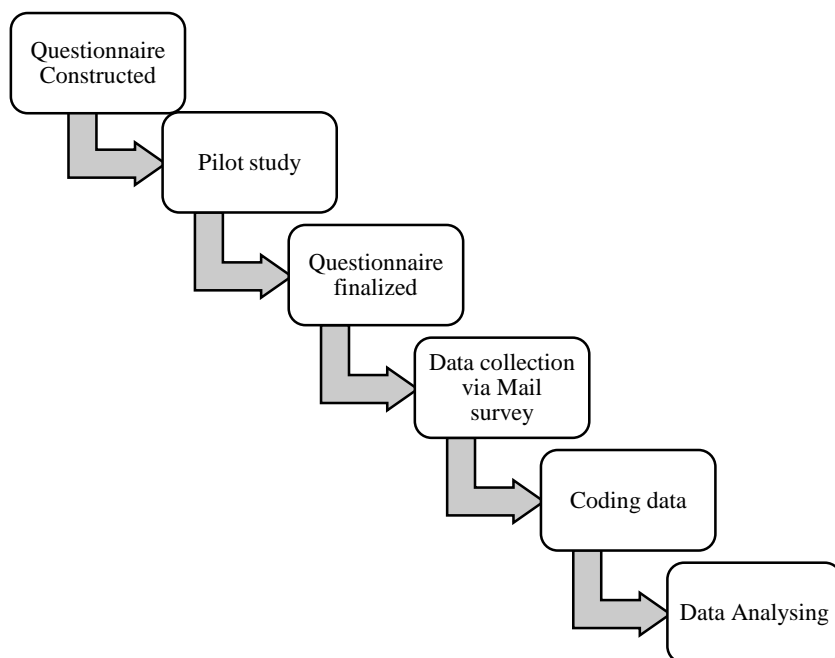 Questionnaire
Constructed
Pilot study
Questionnaire
finalized
Data collection
via Mail
survey
Coding data
Data Analysing